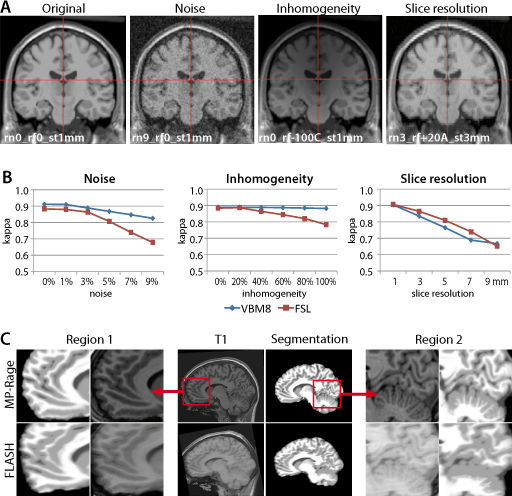 A
Original
Noise
Inhomogeneity
Slice resolution
rn0_rf0_st1mm
rn9_rf0_st1mm
rn0_rf-100C_st1mm
rn3_rf+20A_st3mm
B
Noise
Inhomogeneity
Slice resolution
kappa
1.0
0.9
0.8
0.7
0.6
0.5
0% 1% 3% 5% 7% 9%
noise
kappa
1.0
0.9
0.8
0.7
0.6
0.5
0% 20% 40% 60% 80% 100%
inhomogeneity
kappa
1.0
0.9
0.8
0.7
0.6
0.5
1 3 5 7 9 mm
slice resolution
VBM8 FSL
C
Region 1
T1
Segmentation
Region 2
MP-Rage
FLASH